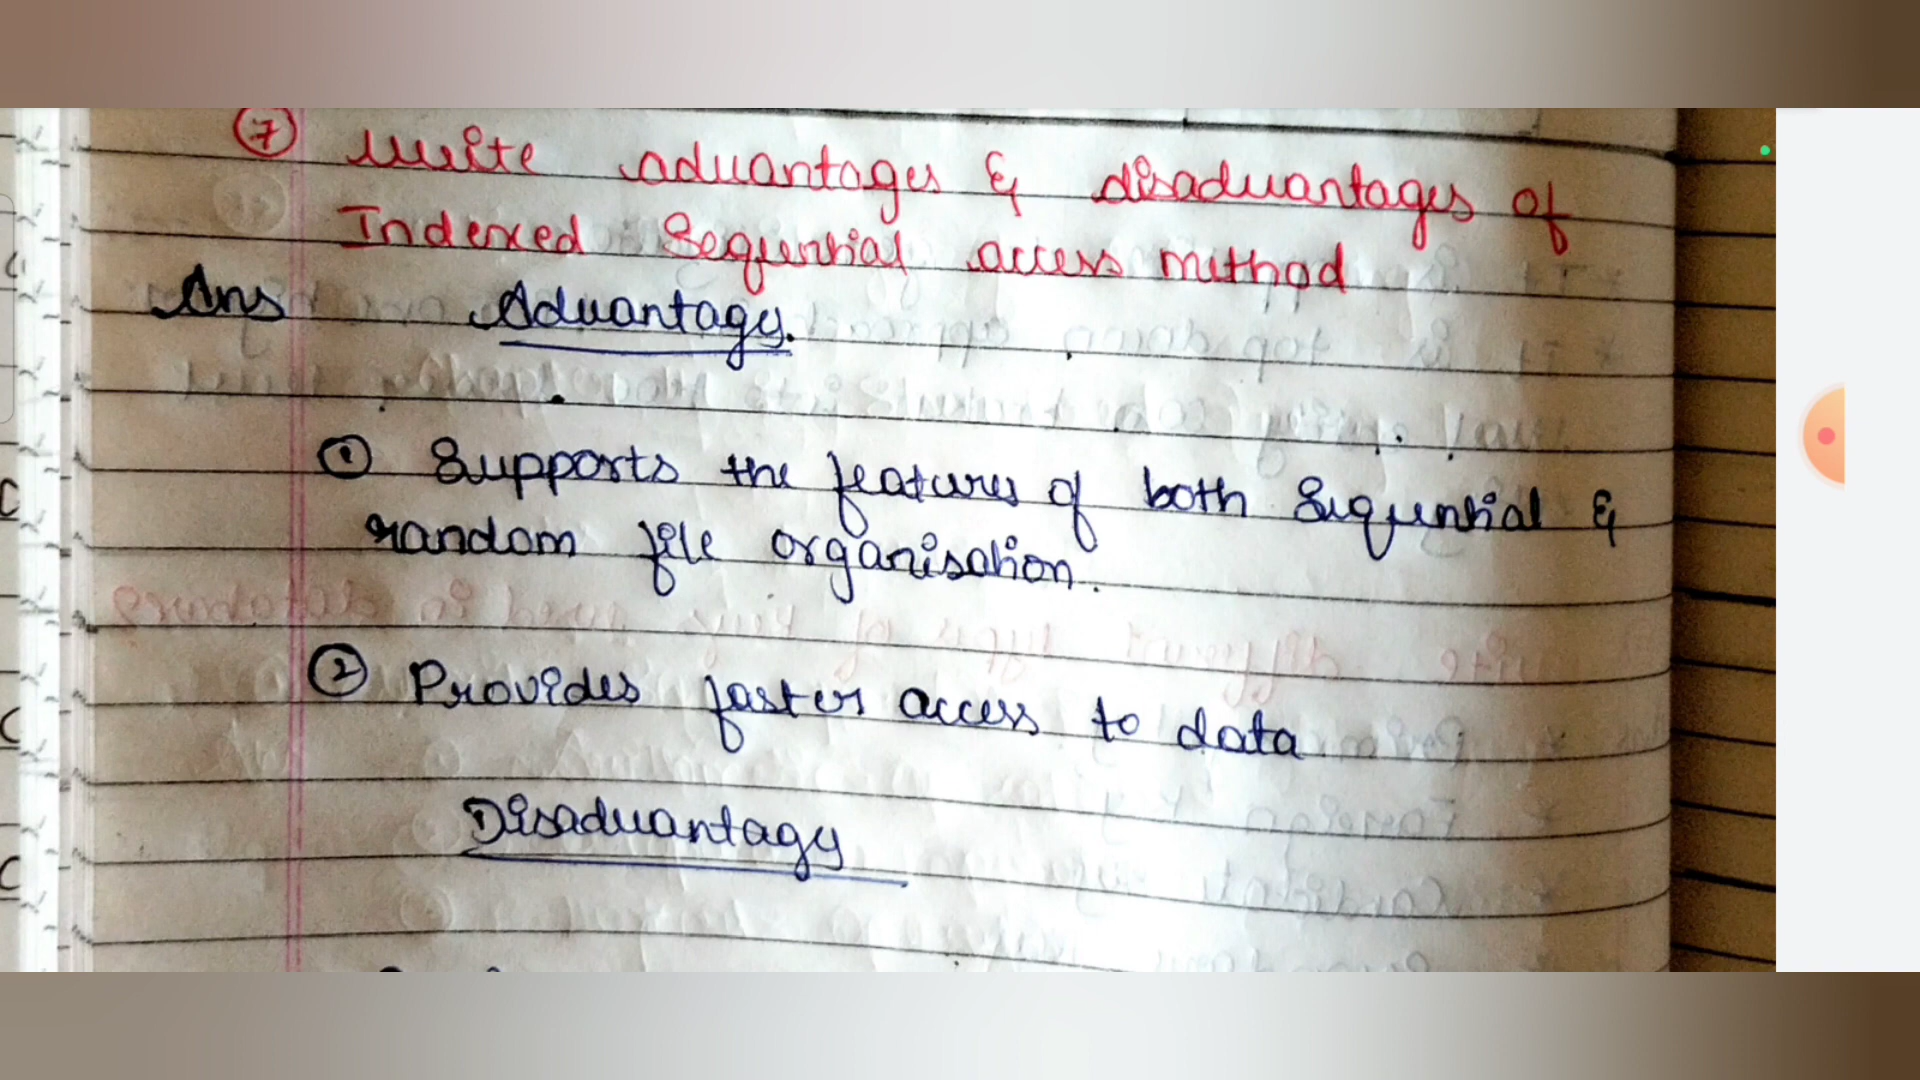 ⑦ Write advantages & disadvantages of
Indexed Sequential access method
Ans Advantages.
① Supports the features of both Sequential &
random file organisation.
② Provides faster access to data
Disadvantages